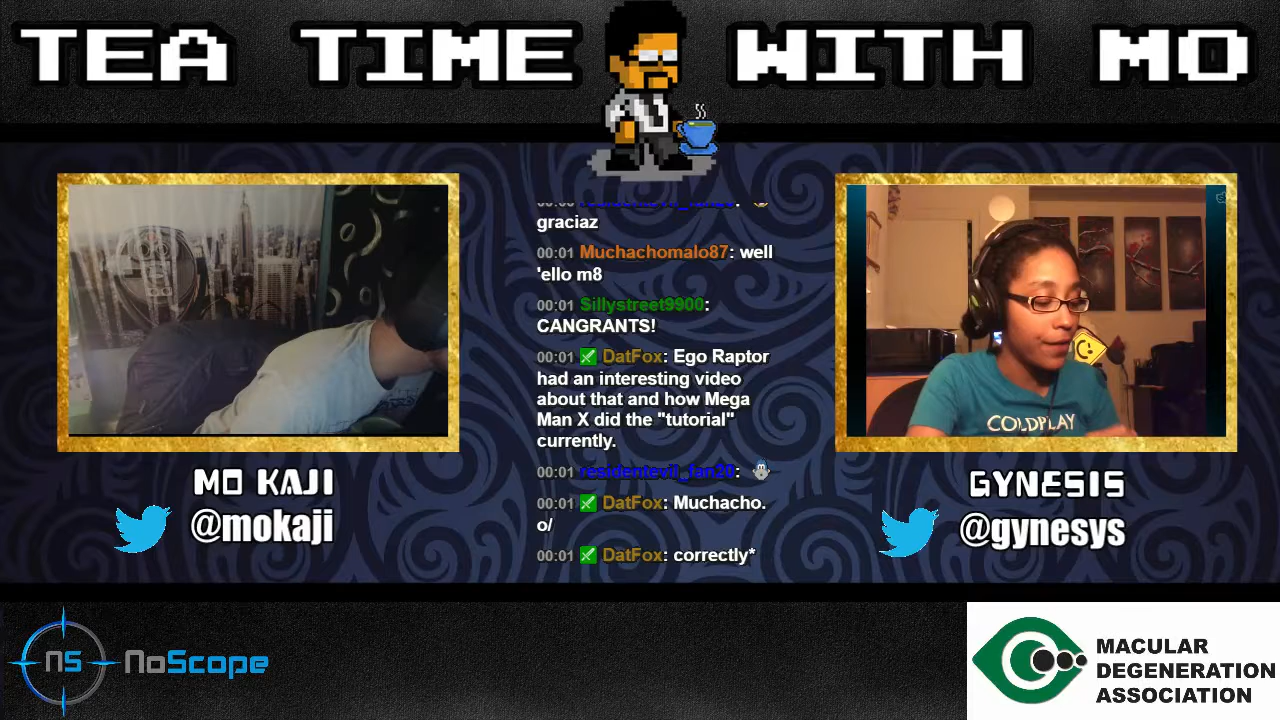 TEA TIME WITH MO
graciaz
00:01 Muchachomalo87: well
'ello m8
00:01 Sillystreet9900:
CANGRANTS!
00:01 DatFox: Ego Raptor
had an interesting video
about that and how Mega
Man X did the "tutorial"
currently.
00:01 residentevil_fan20:
00:01 DatFox: Muchacho.
o/
00:01 DatFox: correctly*
COLDPLAY
MO KAJI
@mokaji
GYNESIS
@gynesys
NS NoScope
MACULAR
DEGENERATION
ASSOCIATION